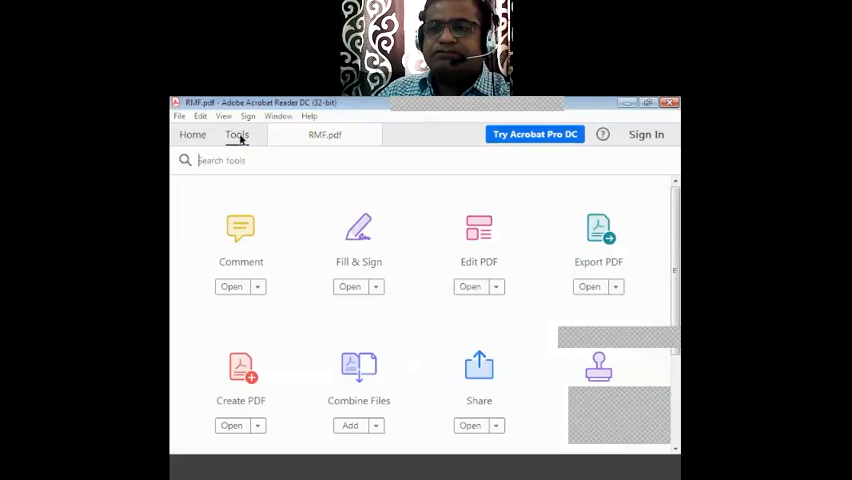 RMF.pdf - Adobe Acrobat Reader DC (32-bit)
File Edit View Sign Window Help
Home Tools RMF.pdf Try Acrobat Pro DC ? Sign In
Search tools
Comment Fill & Sign Edit PDF Export PDF
Open Open Open Open
Create PDF Combine Files Share
Open Add Open